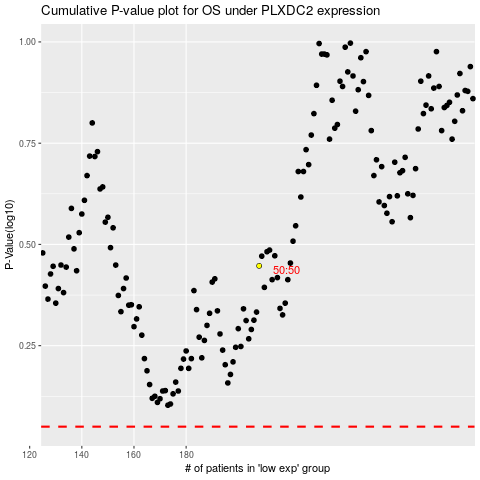 Cumulative P-value plot for OS under PLXDC2 expression
1.00
0.75
0.50
0.25
P-Value(log10)
50:50
120 140 160 180
# of patients in 'low exp' group